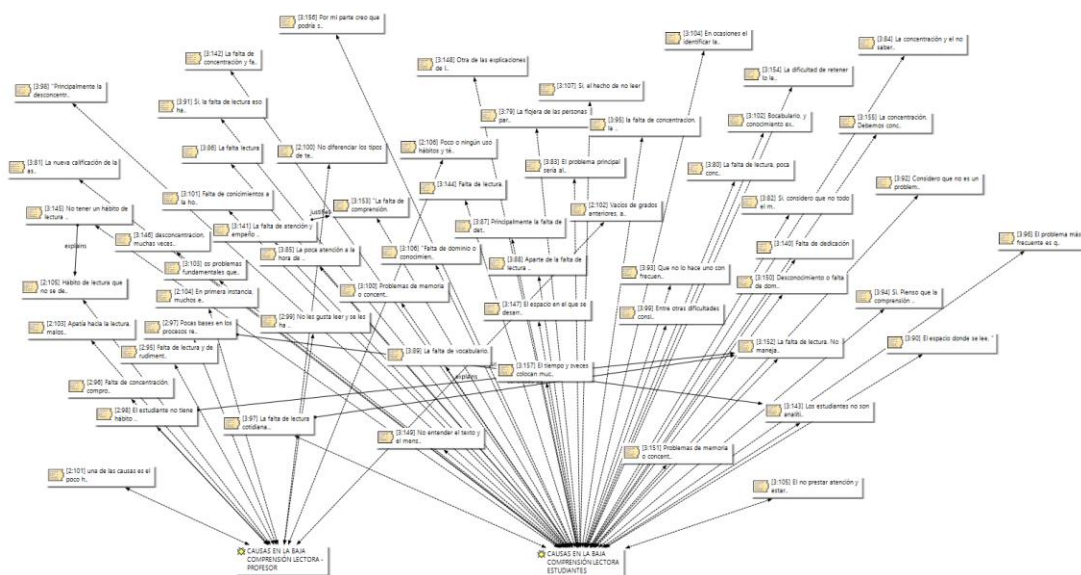 [3:156] Por mi parte creo que
podría s..
[3:104] En ocasiones el
identificar la..
[3:84] La concentración y el no
saber..
[3:142] La falta de
concentración y fa..
[3:148] Otra de las explicaciones
de l..
[3:154] La dificultad de retener
lo la..
[3:98] "Principalmente la
desconcentr..
[3:107] Si, el hecho de no leer
[3:91] Si, la falta de lectura eso
ha..
[3:79] La flojera de las personas
par..
[3:95] la falta de concentracion,
la ..
[3:102] Bocabulario, y
conocimiento ex..
[3:155] La concentración.
Debemos conc..
[3:86] La falta lectura
[2:100] No diferenciar los tipos
de te..
[2:106] Poco o ningún uso
hábitos y té..
[3:81] La nueva calificación de la
es..
[3:83] El problema principal
sería al..
[3:80] La falta de lectura, poca
conc..
[3:92] Considero que no es un
problem..
[3:101] Falta de conicimientos a
la ho..
[3:144] Falta de lectura.
[3:82] Si, considero que no todo
el m..
[3:145] No tener un hábito de
lectura ..
justifies
[3:153] "La falta de
comprensión.
[2:102] Vacíos de grados
anteriores, a..
[3:141] La falta de atención y
empeño ..
[3:87] Principalmente la falta de
det..
[3:146] desconcentracion,
muchas veces..
[3:96] El problema más
frecuente es q..
explains
[3:85] La poca atención a la
hora de ..
[3:106] "Falta de dominio o
conocimien..
[3:140] Falta de dedicación
[3:103] os problemas
fundamentales que..
[3:88] Aparte de la falta de
lectura ..
[3:93] Que no lo hace uno son
frecuen..
[3:150] Desconocimiento o falta
de dom..
[2:105] Hábito de lectura que
no se de..
[2:104] En primera instancia,
muchos e..
[3:100] Problemas de memoria
o concent..
[3:94] Si. Pienso que la
comprensión ..
[3:147] El espacio en el que se
desarr..
[3:99] Entre otras dificultades
consi..
[2:103] Apatía hacia la lectura,
malos..
[2:97] Pocas bases en los
procesos re..
[2:99] No les gusta leer y se les
ha ..
[3:90] El espacio donde se lee. "
[2:95] Falta de lectura y de
rudiment..
[3:89] La falta de vocabulario.
[3:152] La falta de lectura. No
maneja..
[3:157] El tiempo y aveces
colocan muc..
explains
[2:96] Falta de concentración,
compro..
[2:98] El estudiante no tiene
hábito ..
[3:97] La falta de lectura
cotidiana..
[3:143] Los estudiantes no son
analíti..
[3:149] No entender el texto y
el mens..
[3:151] Problemas de memoria
o concent..
[2:101] una de las causas es el
poco h..
[3:105] El no prestar atención y
estar..
CAUSAS EN LA BAJA
COMPRENSIÓN LECTORA -
PROFESOR
CAUSAS EN LA BAJA
COMPRENSIÓN LECTORA
ESTUDIANTES